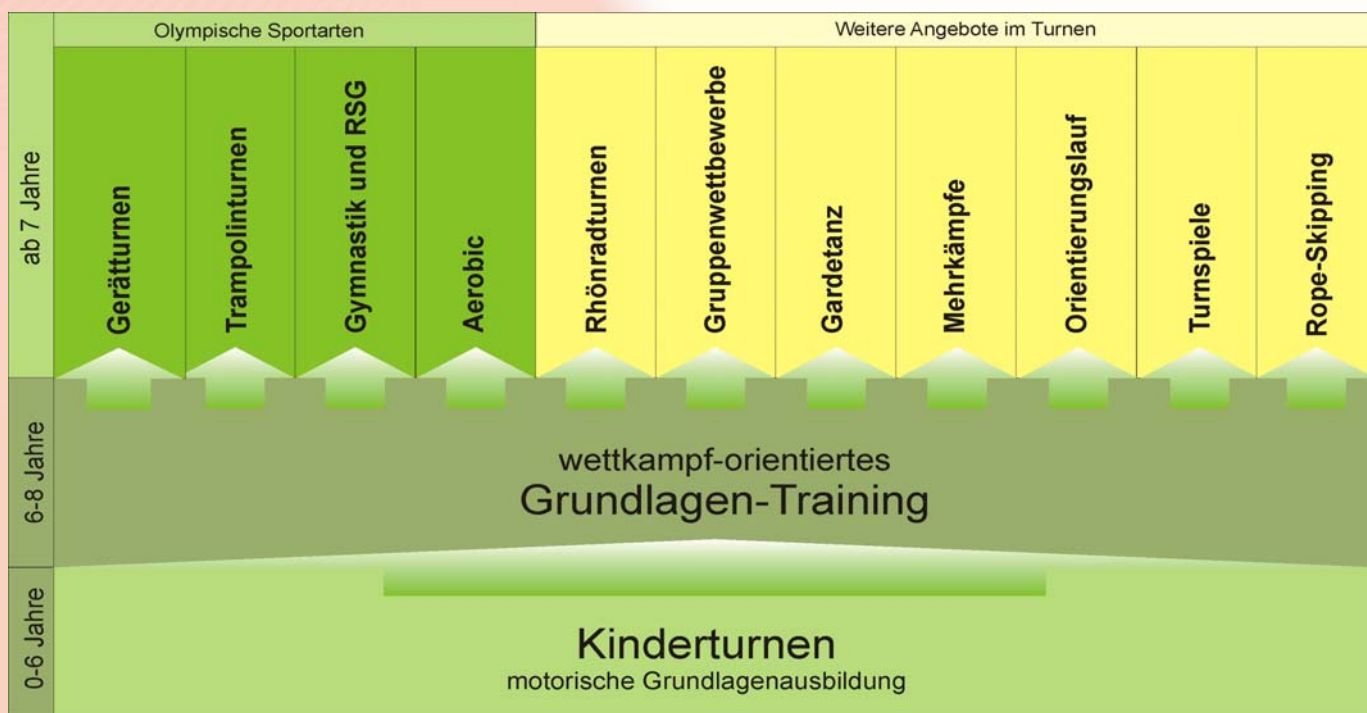 Olympische Sportarten
Weitere Angebote im Turnen
ab 7 Jahre
Gerätturnen
Trampolinturnen
Gymnastik und RSG
Aerobic
Rhönradturnen
Gruppenwettbewerbe
Gardetanz
Mehrkämpfe
Orientierungslauf
Turnspiele
Rope-Skipping
6-8 Jahre
wettkampf-orientiertes
Grundlagen-Training
0-6 Jahre
Kinderturnen
motorische Grundlagenausbildung